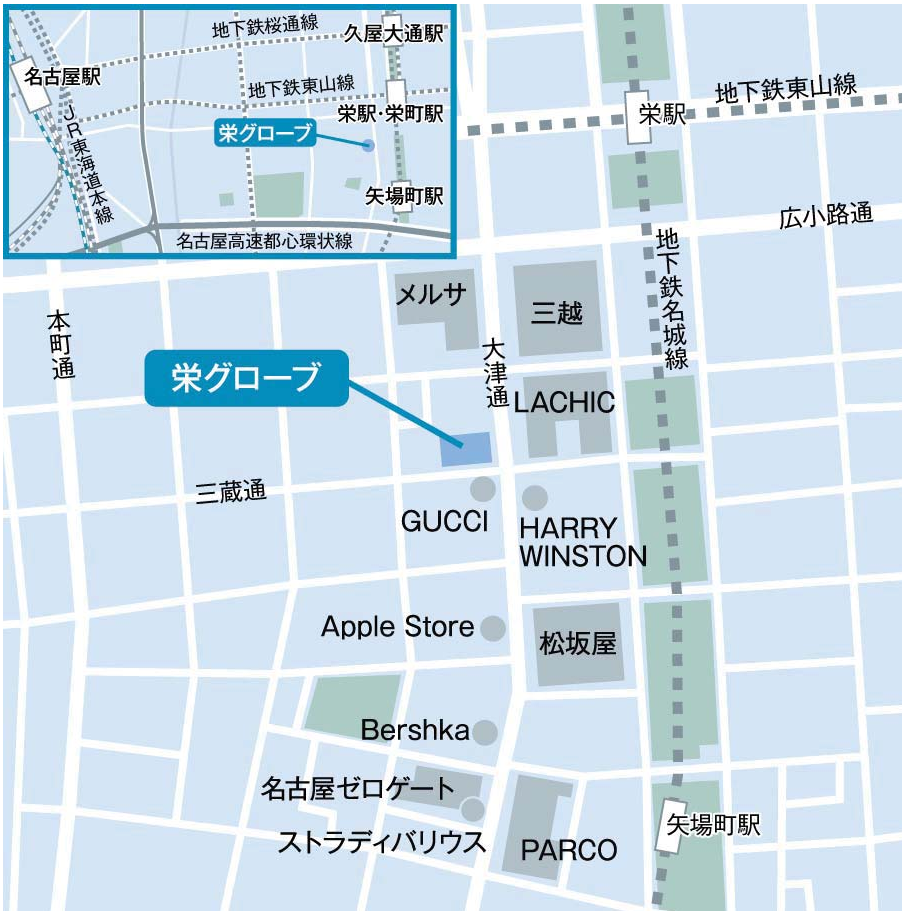 地下鉄桜通線
久屋大通駅
名古屋駅
地下鉄東山線
栄駅・栄町駅
栄グローブ
JR東海道本線
矢場町駅
名古屋高速都心環状線
地下鉄東山線
栄駅
広小路通
地下鉄名城線
メルサ
三越
本町通
大津通
栄グローブ
LACHIC
三蔵通
GUCCI
HARRY
WINSTON
Apple Store
松坂屋
Bershka
名古屋ゼロゲート
ストラディバリウス
PARCO
矢場町駅